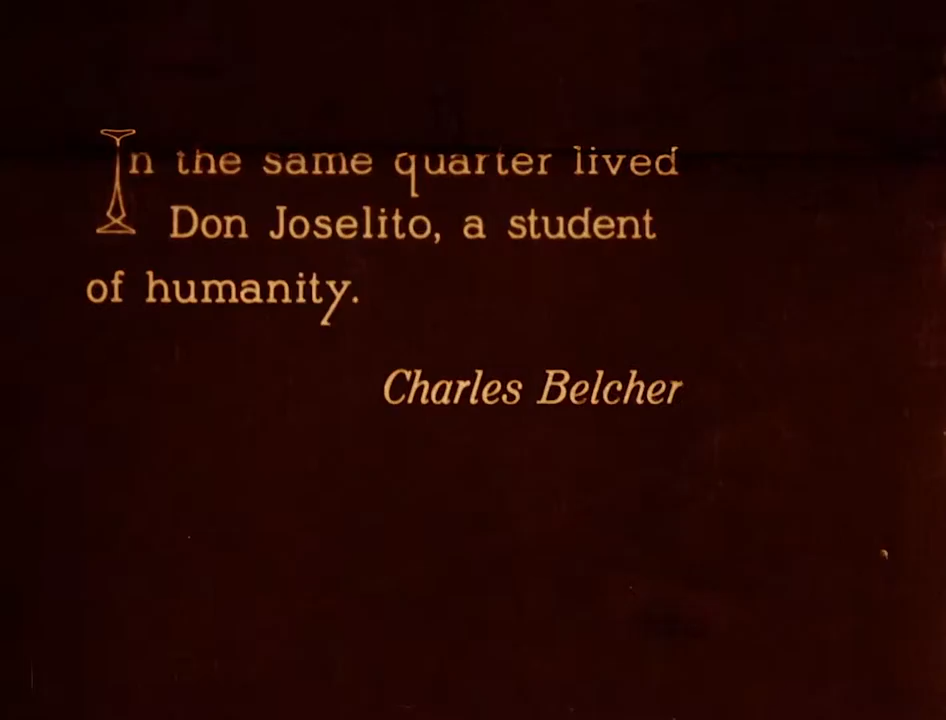 In the same quarter lived
Don Joselito, a student
of humanity.
Charles Belcher